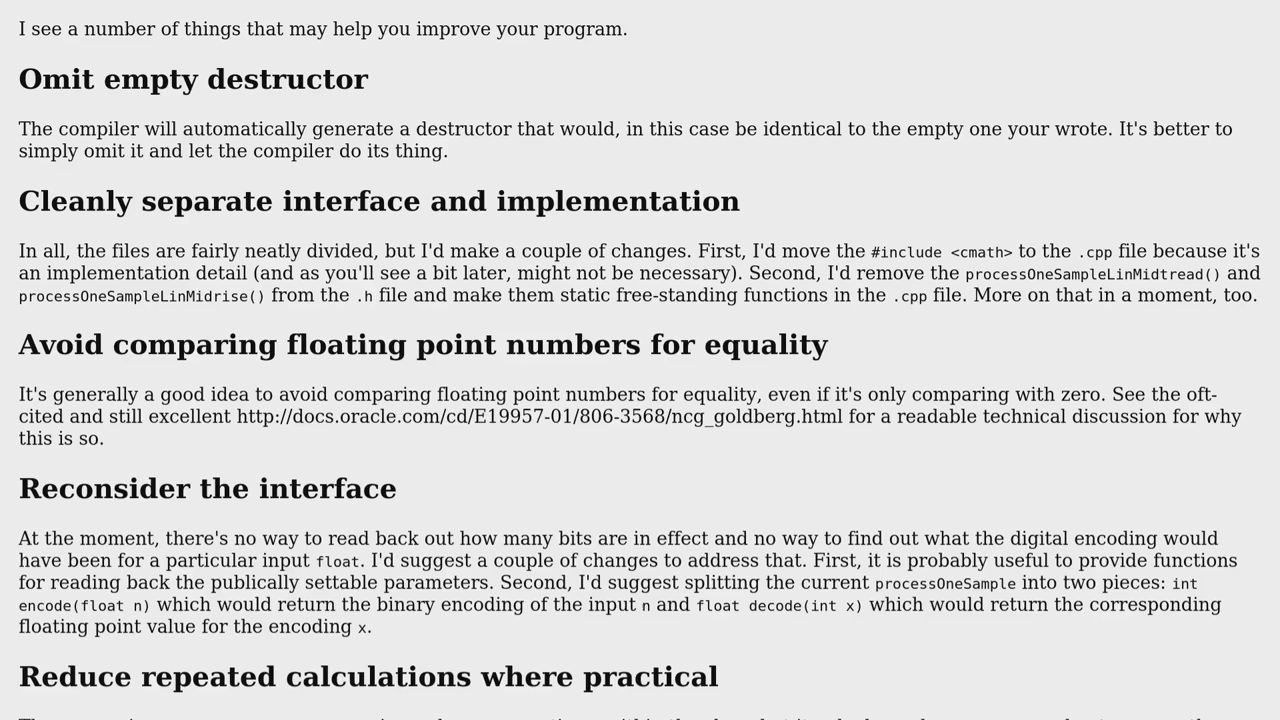 I see a number of things that may help you improve your program.
Omit empty destructor
The compiler will automatically generate a destructor that would, in this case be identical to the empty one your wrote. It's better to
simply omit it and let the compiler do its thing.
Cleanly separate interface and implementation
In all, the files are fairly neatly divided, but I'd make a couple of changes. First, I'd move the #include <cmath> to the .cpp file because it's
an implementation detail (and as you'll see a bit later, might not be necessary). Second, I'd remove the processOneSampleLinMidtread() and
processOneSampleLinMidrise() from the .h file and make them static free-standing functions in the .cpp file. More on that in a moment, too.
Avoid comparing floating point numbers for equality
It's generally a good idea to avoid comparing floating point numbers for equality, even if it's only comparing with zero. See the oft-
cited and still excellent http://docs.oracle.com/cd/E19957-01/806-3568/ncg_goldberg.html for a readable technical discussion for why
this is so.
Reconsider the interface
At the moment, there's no way to read back out how many bits are in effect and no way to find out what the digital encoding would
have been for a particular input float. I'd suggest a couple of changes to address that. First, it is probably useful to provide functions
for reading back the publically settable parameters. Second, I'd suggest splitting the current processOneSample into two pieces: int
encode(float n) which would return the binary encoding of the input n and float decode(int x) which would return the corresponding
floating point value for the encoding x.
Reduce repeated calculations where practical